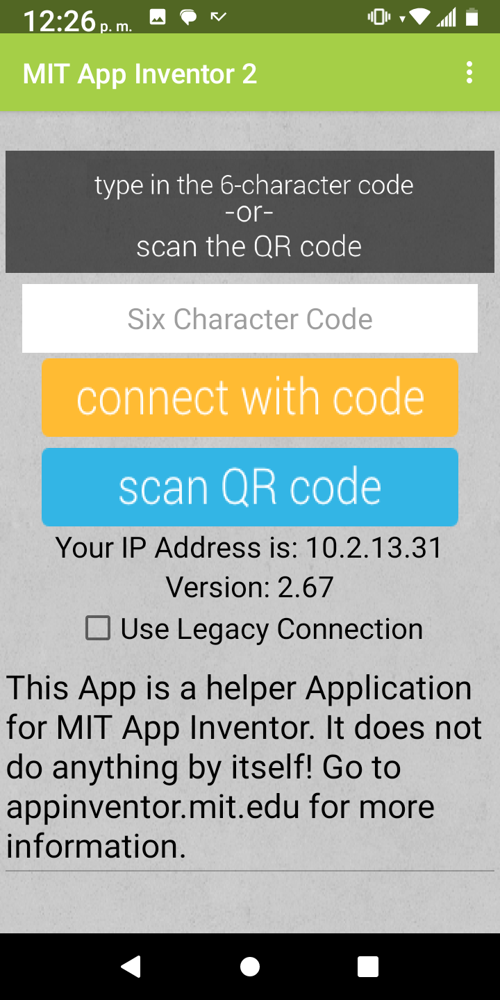 12:26 p. m.
MIT App Inventor 2
type in the 6-character code
-or-
scan the QR code
Six Character Code
connect with code
scan QR code
Your IP Address is: 10.2.13.31
Version: 2.67
Use Legacy Connection
This App is a helper Application
for MIT App Inventor. It does not
do anything by itself! Go to
appinventor.mit.edu for more
information.